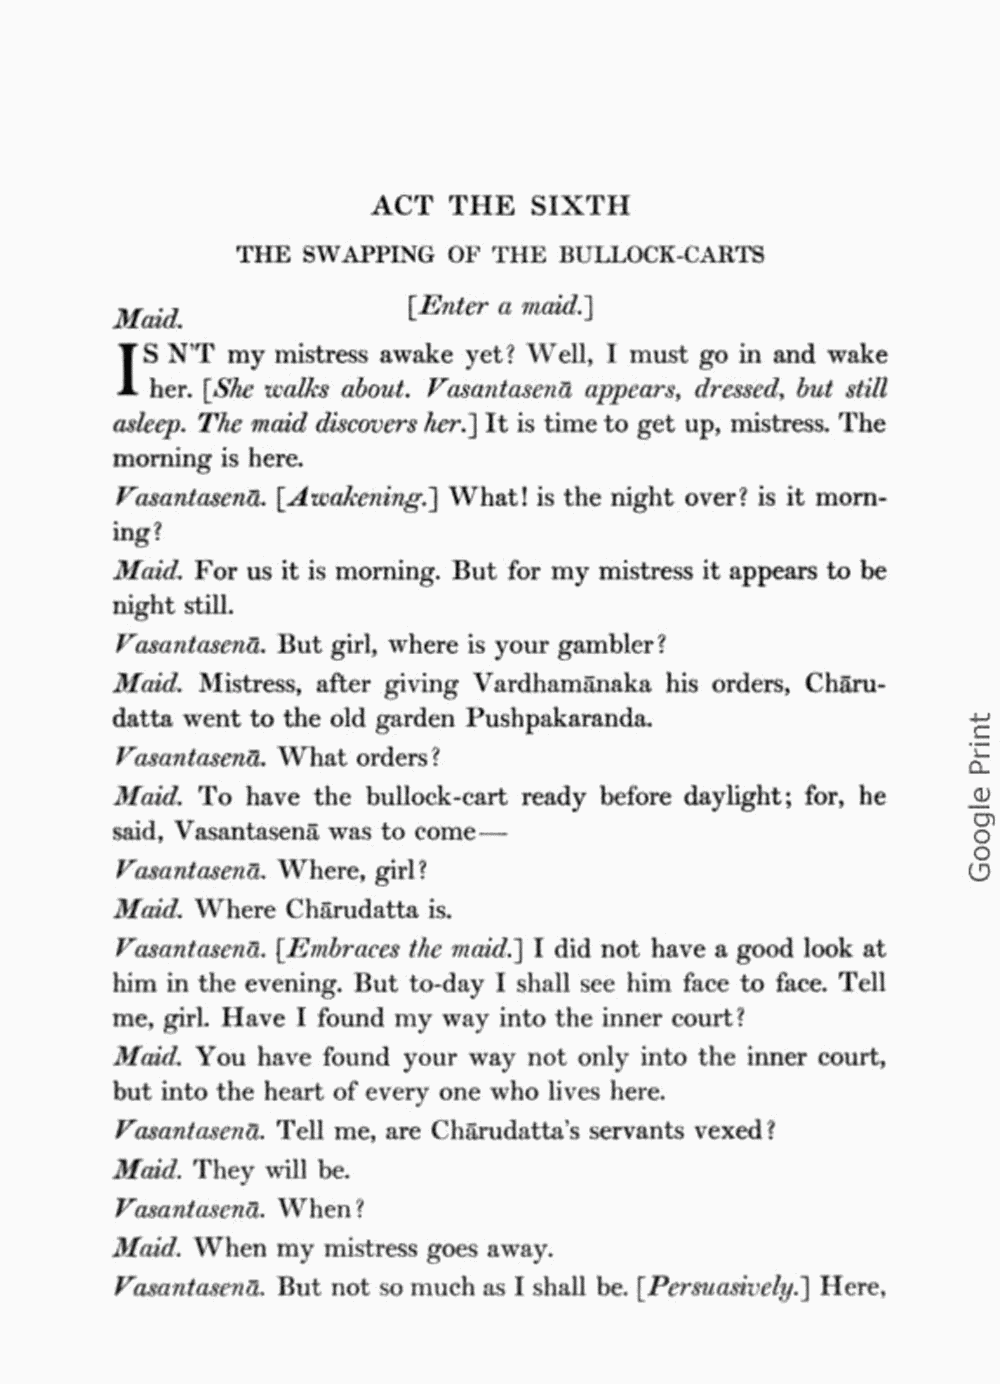 ACT THE SIXTH
THE SWAPPING OF THE BULLOCK-CARTS
[Enter a maid.]
Maid.
IS N'T my mistress awake yet? Well, I must go in and wake
her. [She walks about. Vasantasenā appears, dressed, but still
asleep. The maid discovers her.] It is time to get up, mistress. The
morning is here.
Vasantasenā. [Awakening.] What! is the night over? is it morn-
ing?
Maid. For us it is morning. But for my mistress it appears to be
night still.
Vasantasenā. But girl, where is your gambler?
Maid. Mistress, after giving Vardhamānaka his orders, Chāru-
datta went to the old garden Pushpakaranda.
Vasantasenā. What orders?
Maid. To have the bullock-cart ready before daylight; for, he
said, Vasantasenā was to come—
Vasantasenā. Where, girl?
Maid. Where Chārudatta is.
Vasantasenā. [Embraces the maid.] I did not have a good look at
him in the evening. But to-day I shall see him face to face. Tell
me, girl. Have I found my way into the inner court?
Maid. You have found your way not only into the inner court,
but into the heart of every one who lives here.
Vasantasenā. Tell me, are Chārudatta's servants vexed?
Maid. They will be.
Vasantasenā. When?
Maid. When my mistress goes away.
Vasantasenā. But not so much as I shall be. [Persuasively.] Here,
Google Print